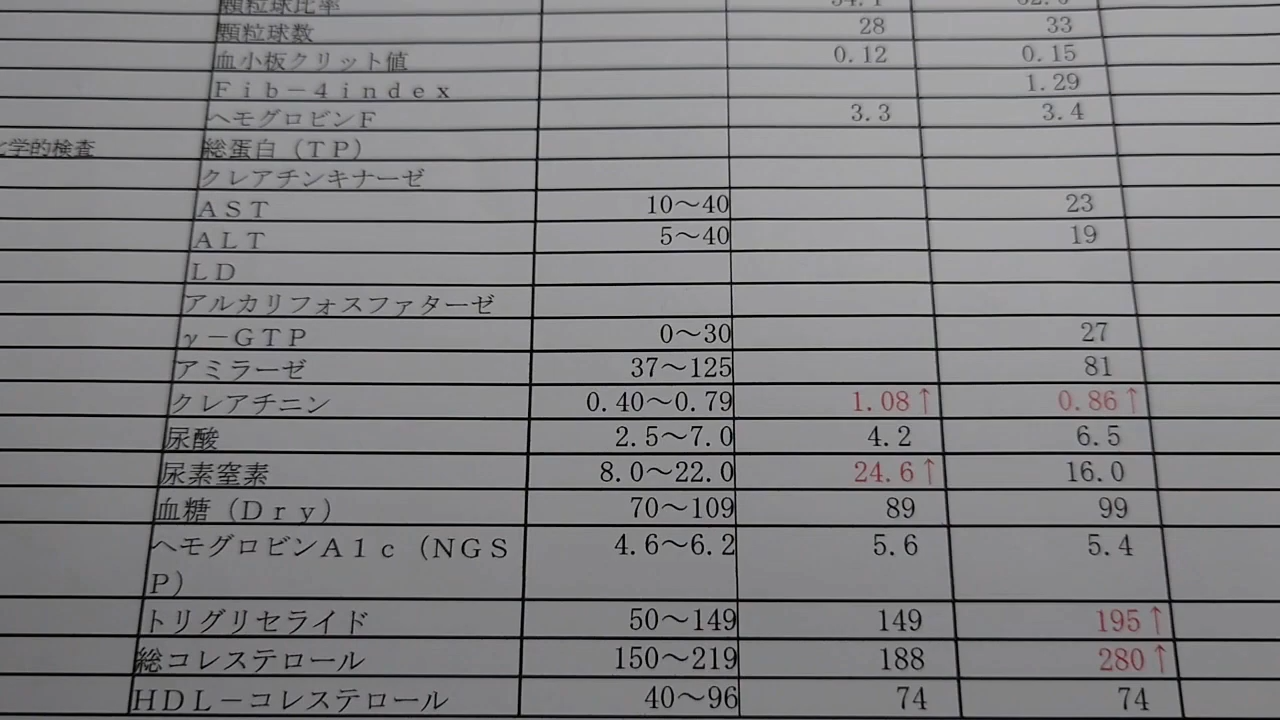 顆粒球比率
顆粒球数 28 33
血小板クリット値 0.12 0.15
Fib-4index 1.29
ヘモグロビンF 3.3 3.4
学的検査 総蛋白（TP）
クレアチンキナーゼ
AST 10～40 23
ALT 5～40 19
LD
アルカリフォスファターゼ
γ-GTP 0～30 27
アミラーゼ 37～125 81
クレアチニン 0.40～0.79 1.08↑ 0.86↑
尿酸 2.5～7.0 4.2 6.5
尿素窒素 8.0～22.0 24.6↑ 16.0
血糖（Dry） 70～109 89 99
ヘモグロビンA1c（NGS 4.6～6.2 5.6 5.4
P）
トリグリセライド 50～149 149 195↑
総コレステロール 150～219 188 280↑
HDL-コレステロール 40～96 74 74